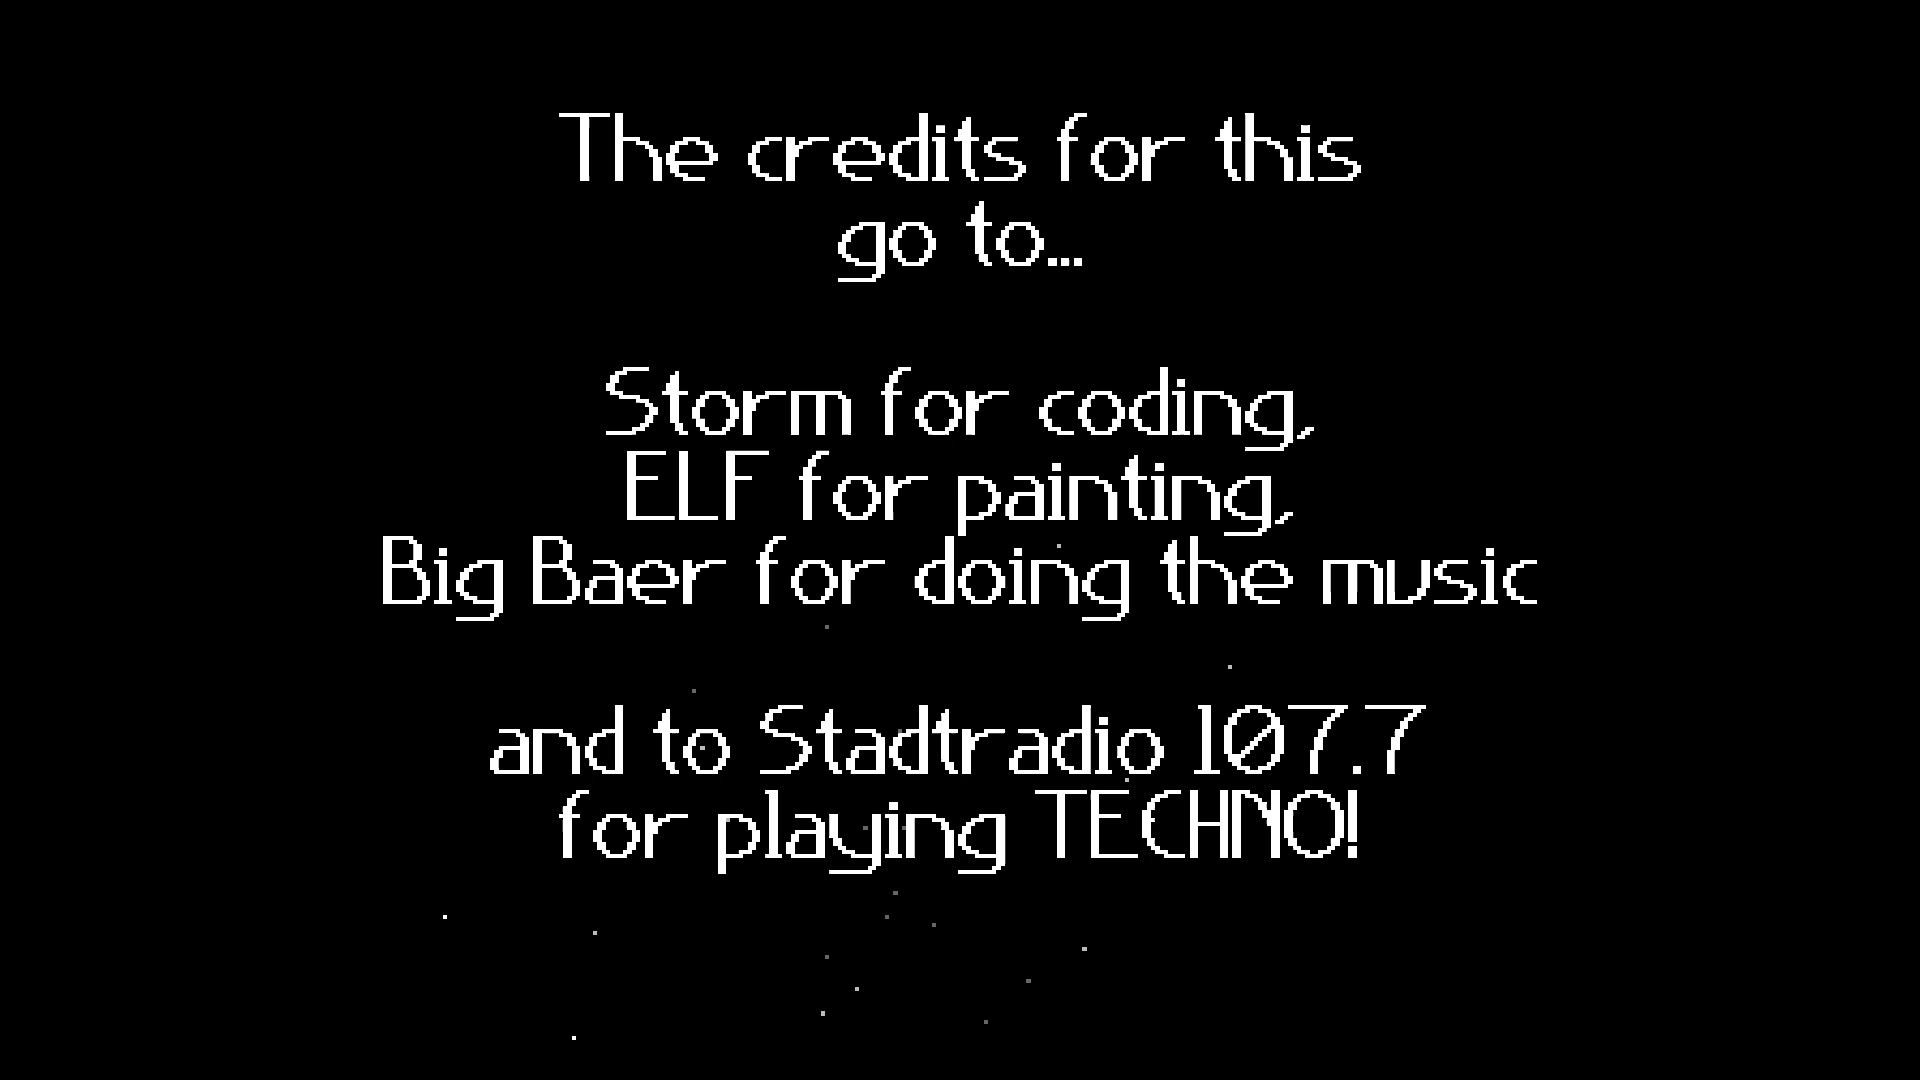 The credits for this
go to...
Storm for coding,
ELF for painting,
Big Baer for doing the music
and to Stadtradio 107.7
for playing TECHNO!